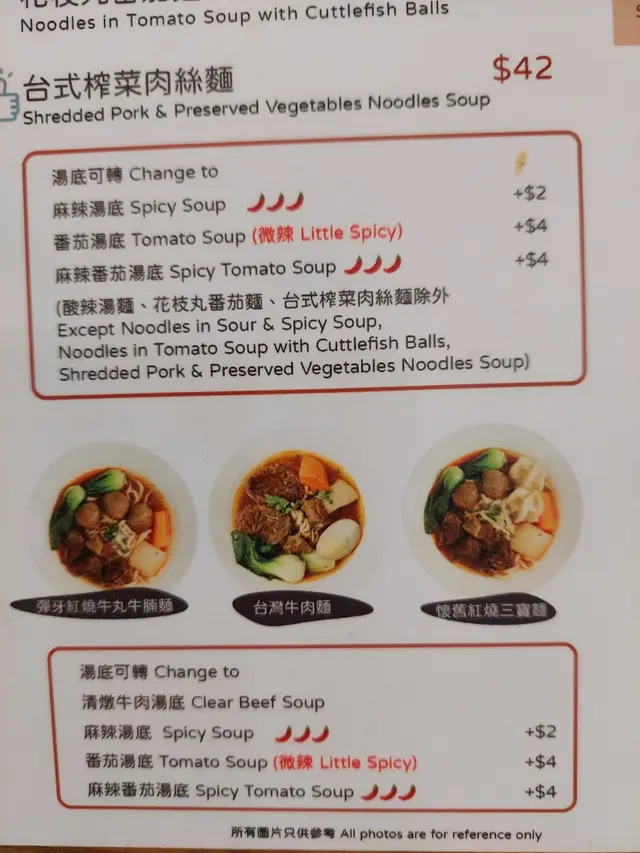 Noodles in Tomato Soup with Cuttlefish Balls
台式榨菜肉絲麵
$42
Shredded Pork & Preserved Vegetables Noodles Soup
湯底可轉 Change to
麻辣湯底 Spicy Soup +$2
番茄湯底 Tomato Soup (微辣 Little Spicy) +$4
麻辣番茄湯底 Spicy Tomato Soup +$4
(酸辣湯麵、花枝丸番茄麵、台式榨菜肉絲麵除外
Except Noodles in Sour & Spicy Soup,
Noodles in Tomato Soup with Cuttlefish Balls,
Shredded Pork & Preserved Vegetables Noodles Soup)
彈牙紅燒牛丸牛腩麵
台灣牛肉麵
懷舊紅燒三寶麵
湯底可轉 Change to
清燉牛肉湯底 Clear Beef Soup
麻辣湯底 Spicy Soup +$2
番茄湯底 Tomato Soup (微辣 Little Spicy) +$4
麻辣番茄湯底 Spicy Tomato Soup +$4
所有圖片只供參考 All photos are for reference only